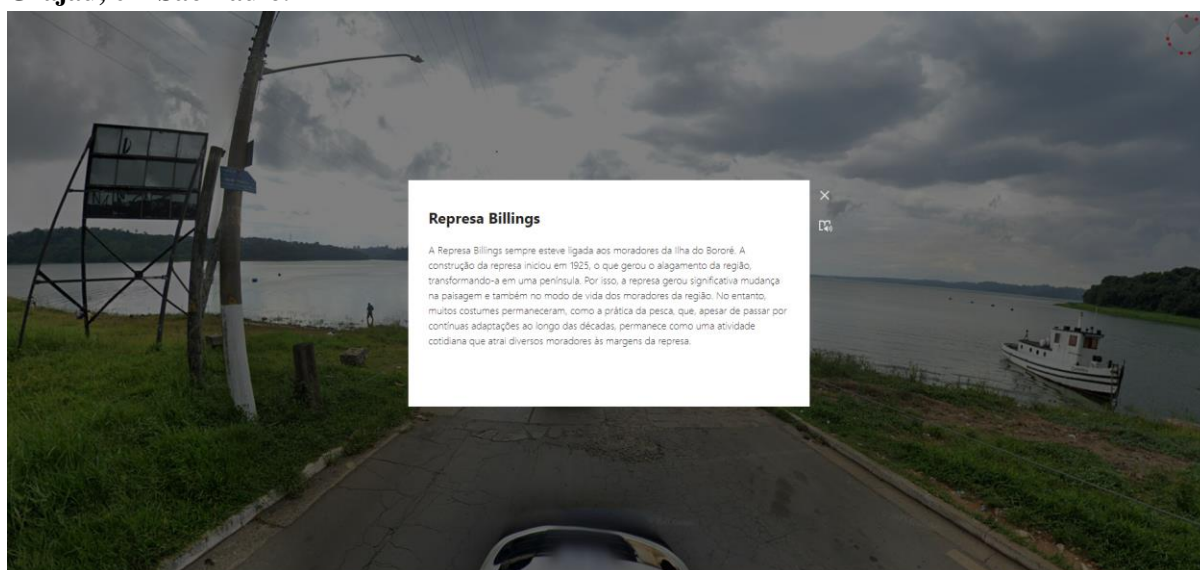 Represa Billings
A Represa Billings sempre esteve ligada aos moradores da Ilha do Bororé. A
construção da represa iniciou em 1925, o que gerou o alagamento da região,
transformando-a em uma península. Por isso, a represa gerou significativa mudança
na paisagem e também no modo de vida dos moradores da região. No entanto,
muitos costumes permaneceram, como a prática da pesca, que, apesar de passar por
contínuas adaptações ao longo das décadas, permanece como uma atividade
cotidiana que atrai diversos moradores às margens da represa.